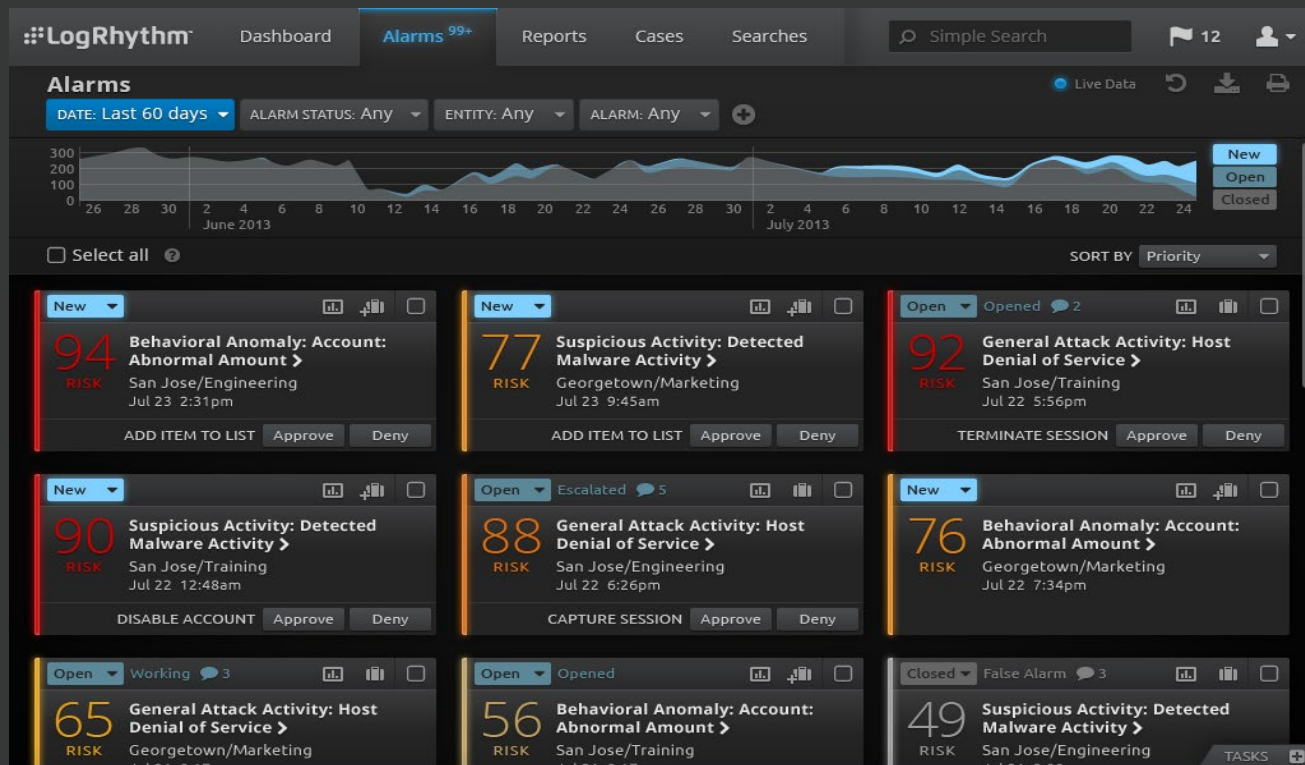 LogRhythm Dashboard Alarms 99+ Reports Cases Searches Simple Search 12
Alarms Live Data
DATE: Last 60 days ALARM STATUS: Any ENTITY: Any ALARM: Any
300
200
100
0
New
Open
Closed
26 28 30 2 4 6 8 10 12 14 16 18 20 22 24 26 28 30 2 4 6 8 10 12 14 16 18 20 22 24
June 2013 July 2013
Select all ? SORT BY Priority
New
94 RISK
Behavioral Anomaly: Account:
Abnormal Amount
San Jose/Engineering
Jul 23 2:31pm
ADD ITEM TO LIST Approve Deny
New
77 RISK
Suspicious Activity: Detected
Malware Activity
Georgetown/Marketing
Jul 23 9:45am
ADD ITEM TO LIST Approve Deny
Open Opened 2
92 RISK
General Attack Activity: Host
Denial of Service
San Jose/Training
Jul 22 5:56pm
TERMINATE SESSION Approve Deny
New
90 RISK
Suspicious Activity: Detected
Malware Activity
San Jose/Training
Jul 22 12:48am
DISABLE ACCOUNT Approve Deny
Open Escalated 5
88 RISK
General Attack Activity: Host
Denial of Service
San Jose/Engineering
Jul 22 6:26pm
CAPTURE SESSION Approve Deny
New
76 RISK
Behavioral Anomaly: Account:
Abnormal Amount
Georgetown/Marketing
Jul 22 7:34pm
Open Working 3
65 RISK
General Attack Activity: Host
Denial of Service
Georgetown/Marketing
Open Opened
56 RISK
Behavioral Anomaly: Account:
Abnormal Amount
San Jose/Training
Closed False Alarm 3
49 RISK
Suspicious Activity: Detected
Malware Activity
San Jose/Engineering
TASKS